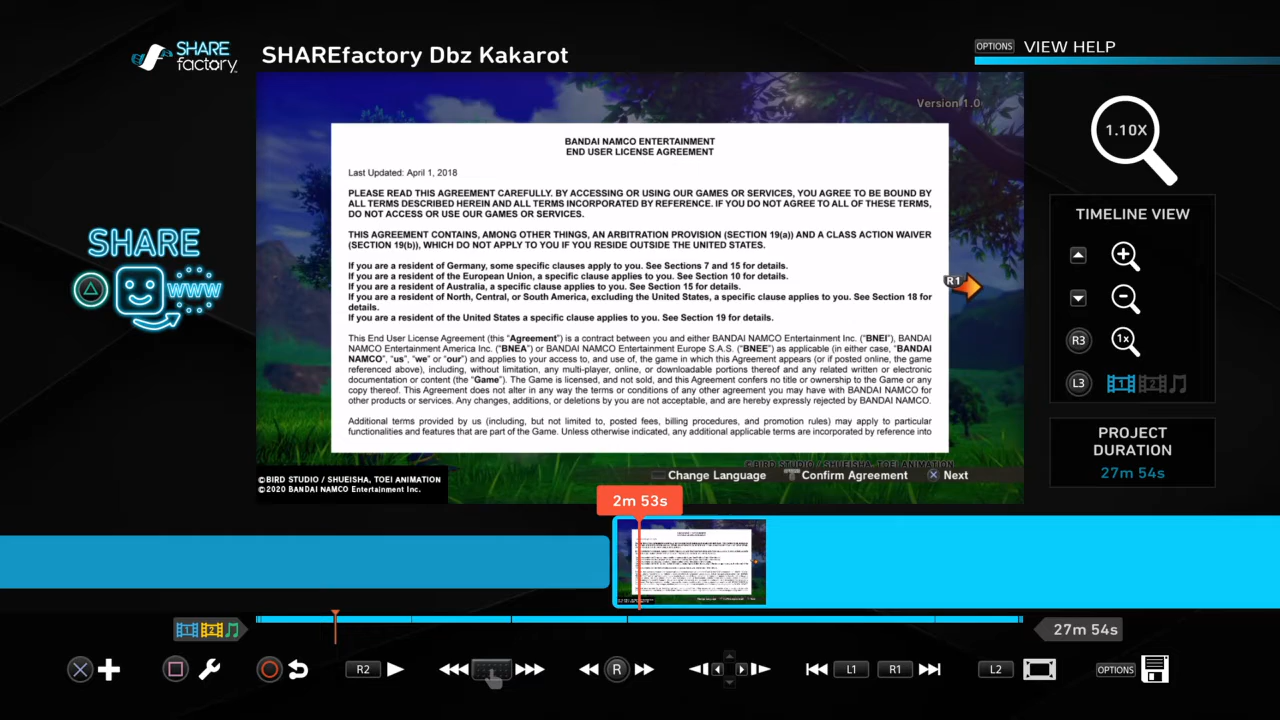 SHARE
factory
SHAREfactory Dbz Kakarot
OPTIONS VIEW HELP
Version 1.0
1.10X
BANDAI NAMCO ENTERTAINMENT
END USER LICENSE AGREEMENT
Last Updated: April 1, 2018
PLEASE READ THIS AGREEMENT CAREFULLY. BY ACCESSING OR USING OUR GAMES OR SERVICES, YOU AGREE TO BE BOUND BY
ALL TERMS DESCRIBED HEREIN AND ALL TERMS INCORPORATED BY REFERENCE. IF YOU DO NOT AGREE TO ALL OF THESE TERMS,
DO NOT ACCESS OR USE OUR GAMES OR SERVICES.
THIS AGREEMENT CONTAINS, AMONG OTHER THINGS, AN ARBITRATION PROVISION (SECTION 19(a)) AND A CLASS ACTION WAIVER
(SECTION 19(b)), WHICH DO NOT APPLY TO YOU IF YOU RESIDE OUTSIDE THE UNITED STATES.
If you are a resident of Germany, some specific clauses apply to you. See Sections 7 and 15 for details.
If you are a resident of the European Union, a specific clause applies to you. See Section 10 for details.
If you are a resident of Australia, a specific clause applies to you. See Section 15 for details.
If you are a resident of North, Central, or South America, excluding the United States, a specific clause applies to you. See Section 18 for
details.
If you are a resident of the United States a specific clause applies to you. See Section 19 for details.
This End User License Agreement (this “Agreement”) is a contract between you and either BANDAI NAMCO Entertainment Inc. (“BNEI”), BANDAI
NAMCO Entertainment America Inc. (“BNEA”) or BANDAI NAMCO Entertainment Europe S.A.S. (“BNEE”) as applicable (in either case, “BANDAI
NAMCO”, “us”, “we” or “our”) and applies to your access to, and use of, the game in which this Agreement appears (or if posted online, the game
referenced above), including, without limitation, any multi-player, online, or downloadable portions thereof and any related written or electronic
documentation or content (the “Game”). The Game is licensed, and not sold, and this Agreement confers no title or ownership to the Game or any
copy thereof. This Agreement does not alter in any way the terms or conditions of any other agreement you may have with BANDAI NAMCO for
other products or services. Any changes, additions, or deletions by you are not acceptable, and are hereby expressly rejected by BANDAI NAMCO.
Additional terms provided by us (including, but not limited to, posted fees, billing procedures, and promotion rules) may apply to particular
functionalities and features that are part of the Game. Unless otherwise indicated, any additional applicable terms are incorporated by reference into
©BIRD STUDIO / SHUEISHA, TOEI ANIMATION
Change Language Confirm Agreement Next
©BIRD STUDIO / SHUEISHA, TOEI ANIMATION
©2020 BANDAI NAMCO Entertainment Inc.
R1
SHARE
WWW
TIMELINE VIEW
R3 1x
L3 1 2
PROJECT
DURATION
27m 54s
2m 53s
1 2
27m 54s
R2 R L1 R1 L2 OPTIONS